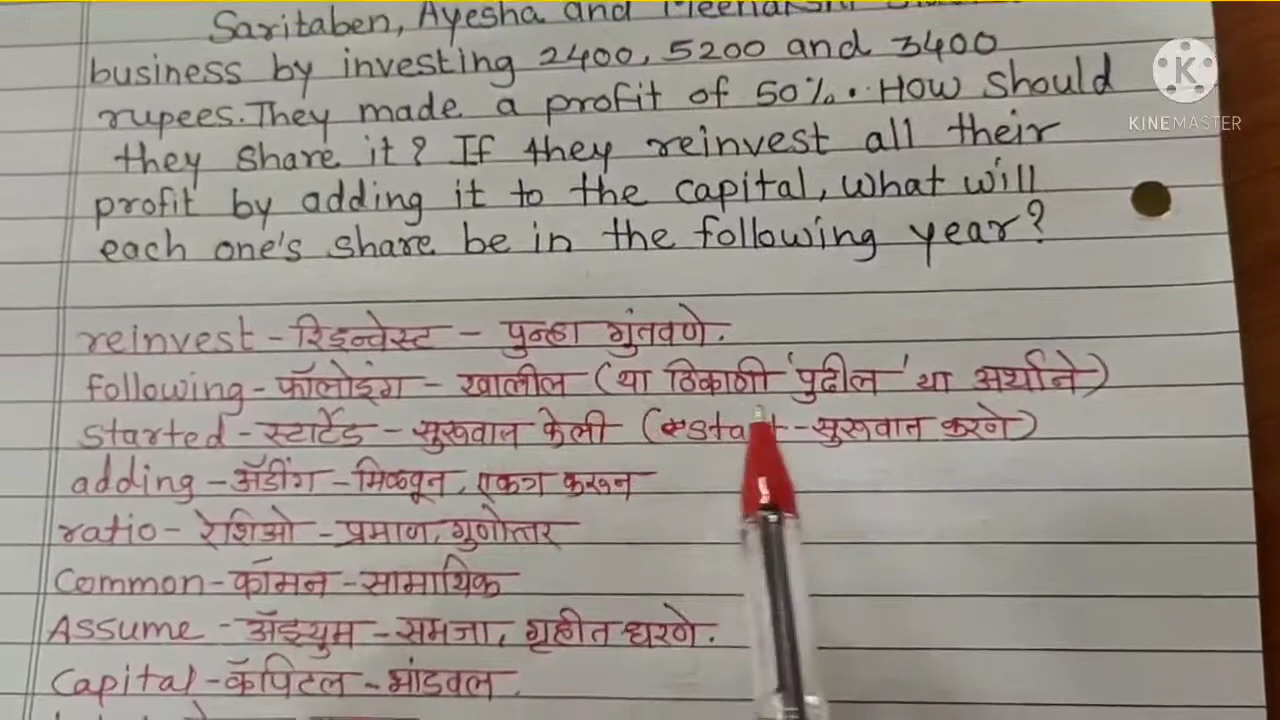 Saritaben, Ayesha and Meenakshi
business by investing 2400, 5200 and 3400
rupees. They made a profit of 50%. How should
they share it? If they reinvest all their
profit by adding it to the capital, what will
each one's share be in the following year?
K
KINEMASTER
reinvest - रिइन्वेस्ट - पुन्हा गुंतवणे.
following - फॉलोइंग - खालील (या ठिकाणी 'पुढील' या अर्थाने)
started - स्टार्टेड - सुरूवात केली (start - सुरूवात करणे)
adding - ॲडींग - मिळवून, एकत्र करून
ratio - रेशिओ - प्रमाण, गुणोत्तर
Common - कॉमन - सामायिक
Assume - ॲझ्युम - समजा, गृहीत धरणे.
Capital - कॅपिटल - भांडवल.